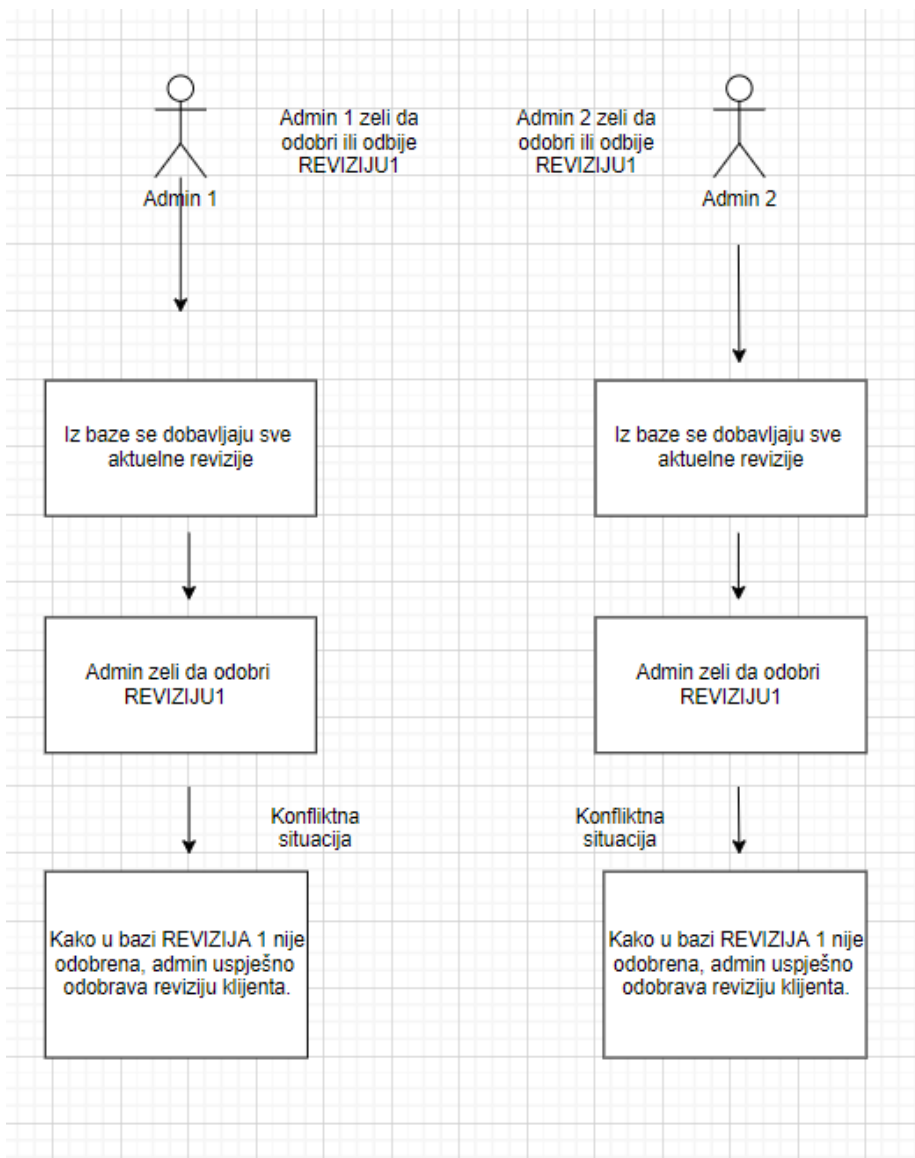 Admin 1 zeli da
odobri ili odbije
REVIZIJU1
Admin 2 zeli da
odobri ili odbije
REVIZIJU1
Admin 1
Admin 2
Iz baze se dobavljaju sve
aktuelne revizije
Iz baze se dobavljaju sve
aktuelne revizije
Admin zeli da odobri
REVIZIJU1
Admin zeli da odobri
REVIZIJU1
Konfliktna
situacija
Konfliktna
situacija
Kako u bazi REVIZIJA 1 nije
odobrena, admin uspješno
odobrava reviziju klijenta.
Kako u bazi REVIZIJA 1 nije
odobrena, admin uspješno
odobrava reviziju klijenta.